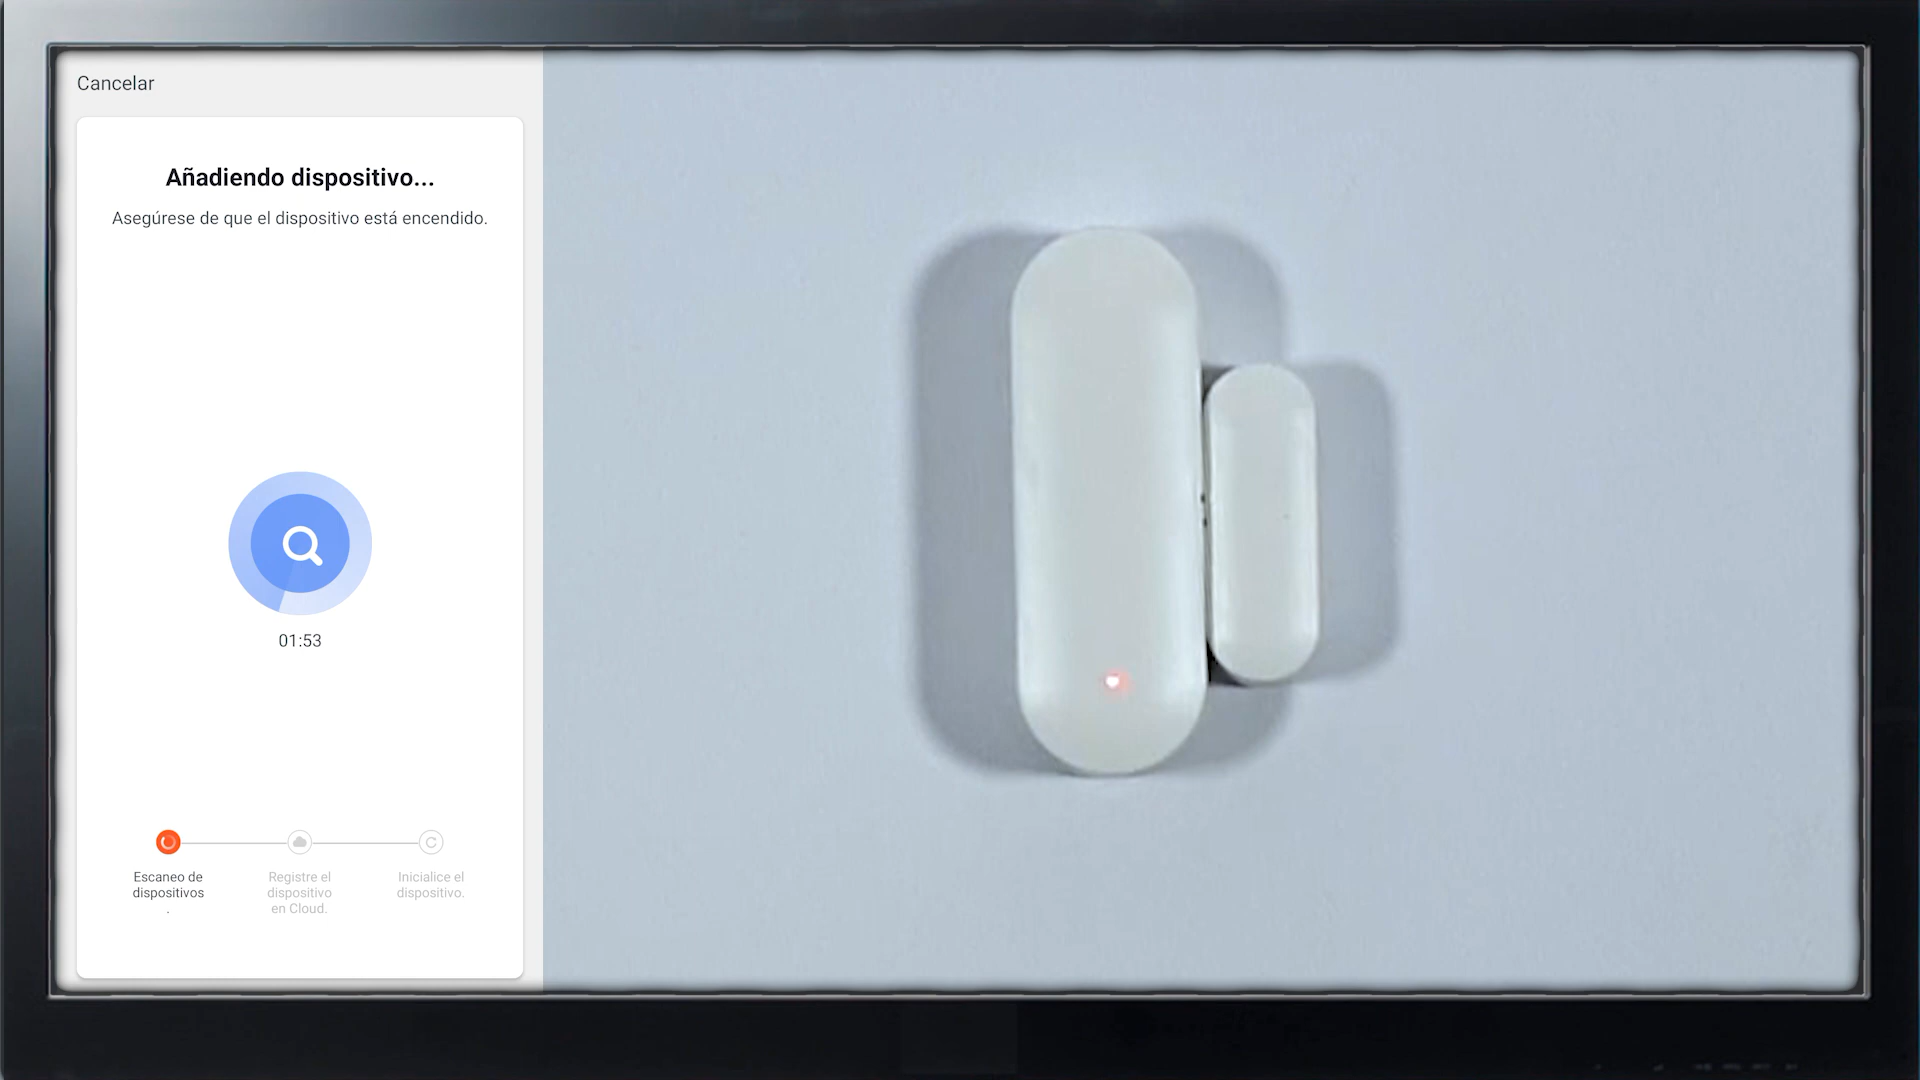 Cancelar
Añadiendo dispositivo...
Asegúrese de que el dispositivo está encendido.
01:53
Escaneo de
dispositivos
.
Registre el
dispositivo
en Cloud.
Inicialice el
dispositivo.